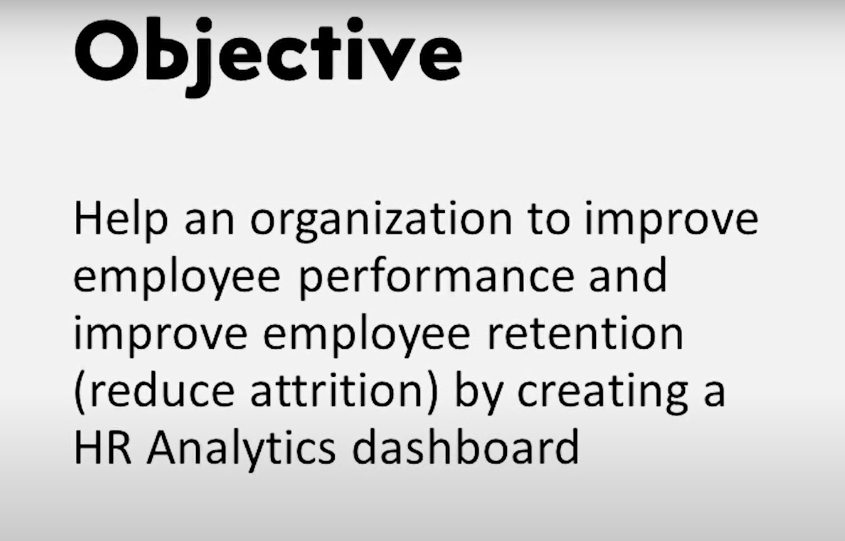 Objective
Help an organization to improve
employee performance and
improve employee retention
(reduce attrition) by creating a
HR Analytics dashboard